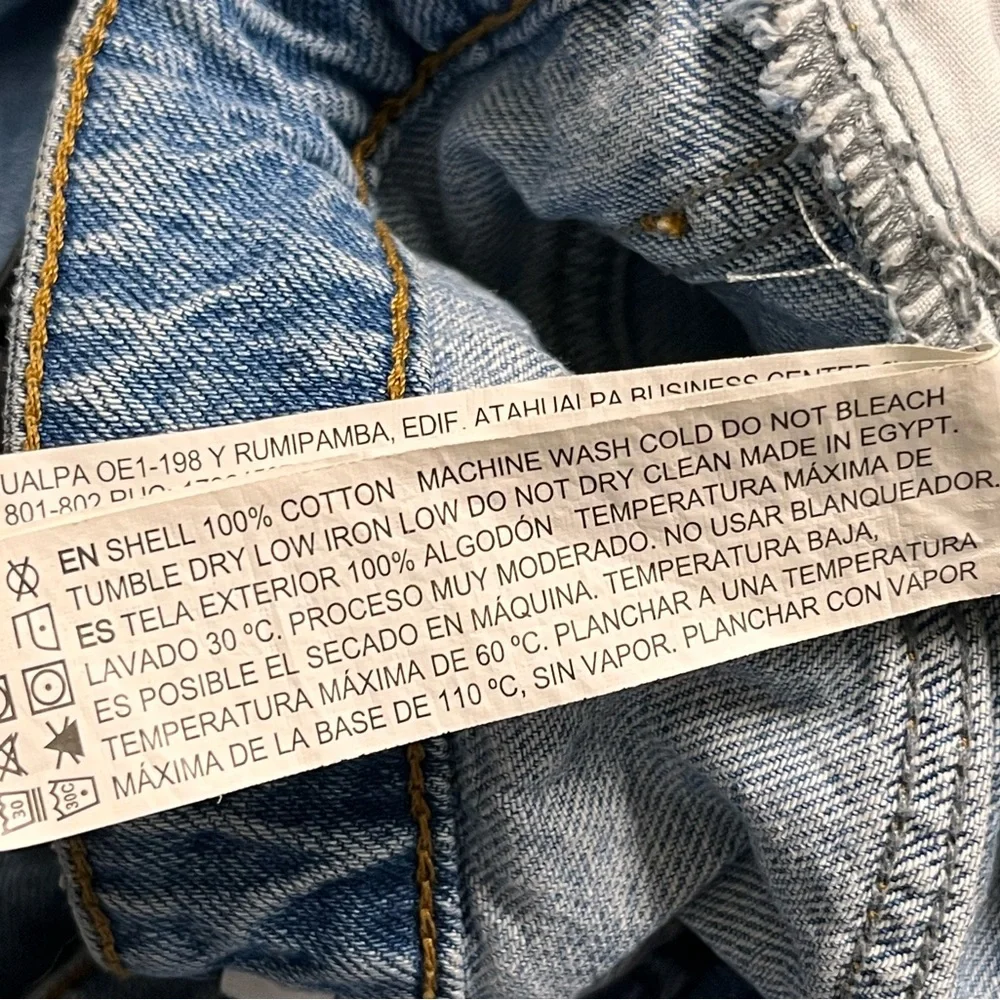 UALPA OE1-198 Y RUMIPAMBA, EDIF. ATAHUALPA BUSINESS CENTER
801-802 RUC:
EN SHELL 100% COTTON MACHINE WASH COLD DO NOT BLEACH
TUMBLE DRY LOW IRON LOW DO NOT DRY CLEAN MADE IN EGYPT.
ES TELA EXTERIOR 100% ALGODÓN TEMPERATURA MÁXIMA DE
LAVADO 30 ºC. PROCESO MUY MODERADO. NO USAR BLANQUEADOR.
ES POSIBLE EL SECADO EN MÁQUINA. TEMPERATURA BAJA,
TEMPERATURA MÁXIMA DE 60 ºC. PLANCHAR A UNA TEMPERATURA
MÁXIMA DE LA BASE DE 110 ºC, SIN VAPOR. PLANCHAR CON VAPOR
30
30C